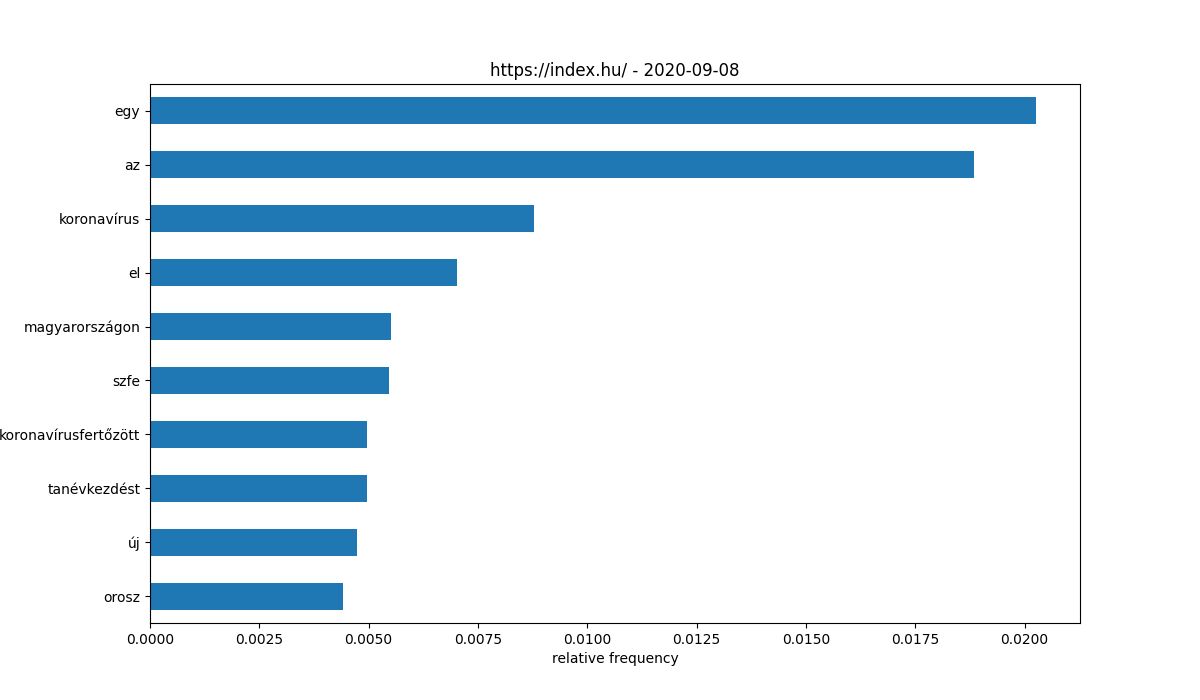 https://index.hu/ - 2020-09-08
egy
az
koronavírus
el
magyarországon
szfe
koronavírusfertőzött
tanévkezdést
új
orosz
0.0000 0.0025 0.0050 0.0075 0.0100 0.0125 0.0150 0.0175 0.0200
relative frequency